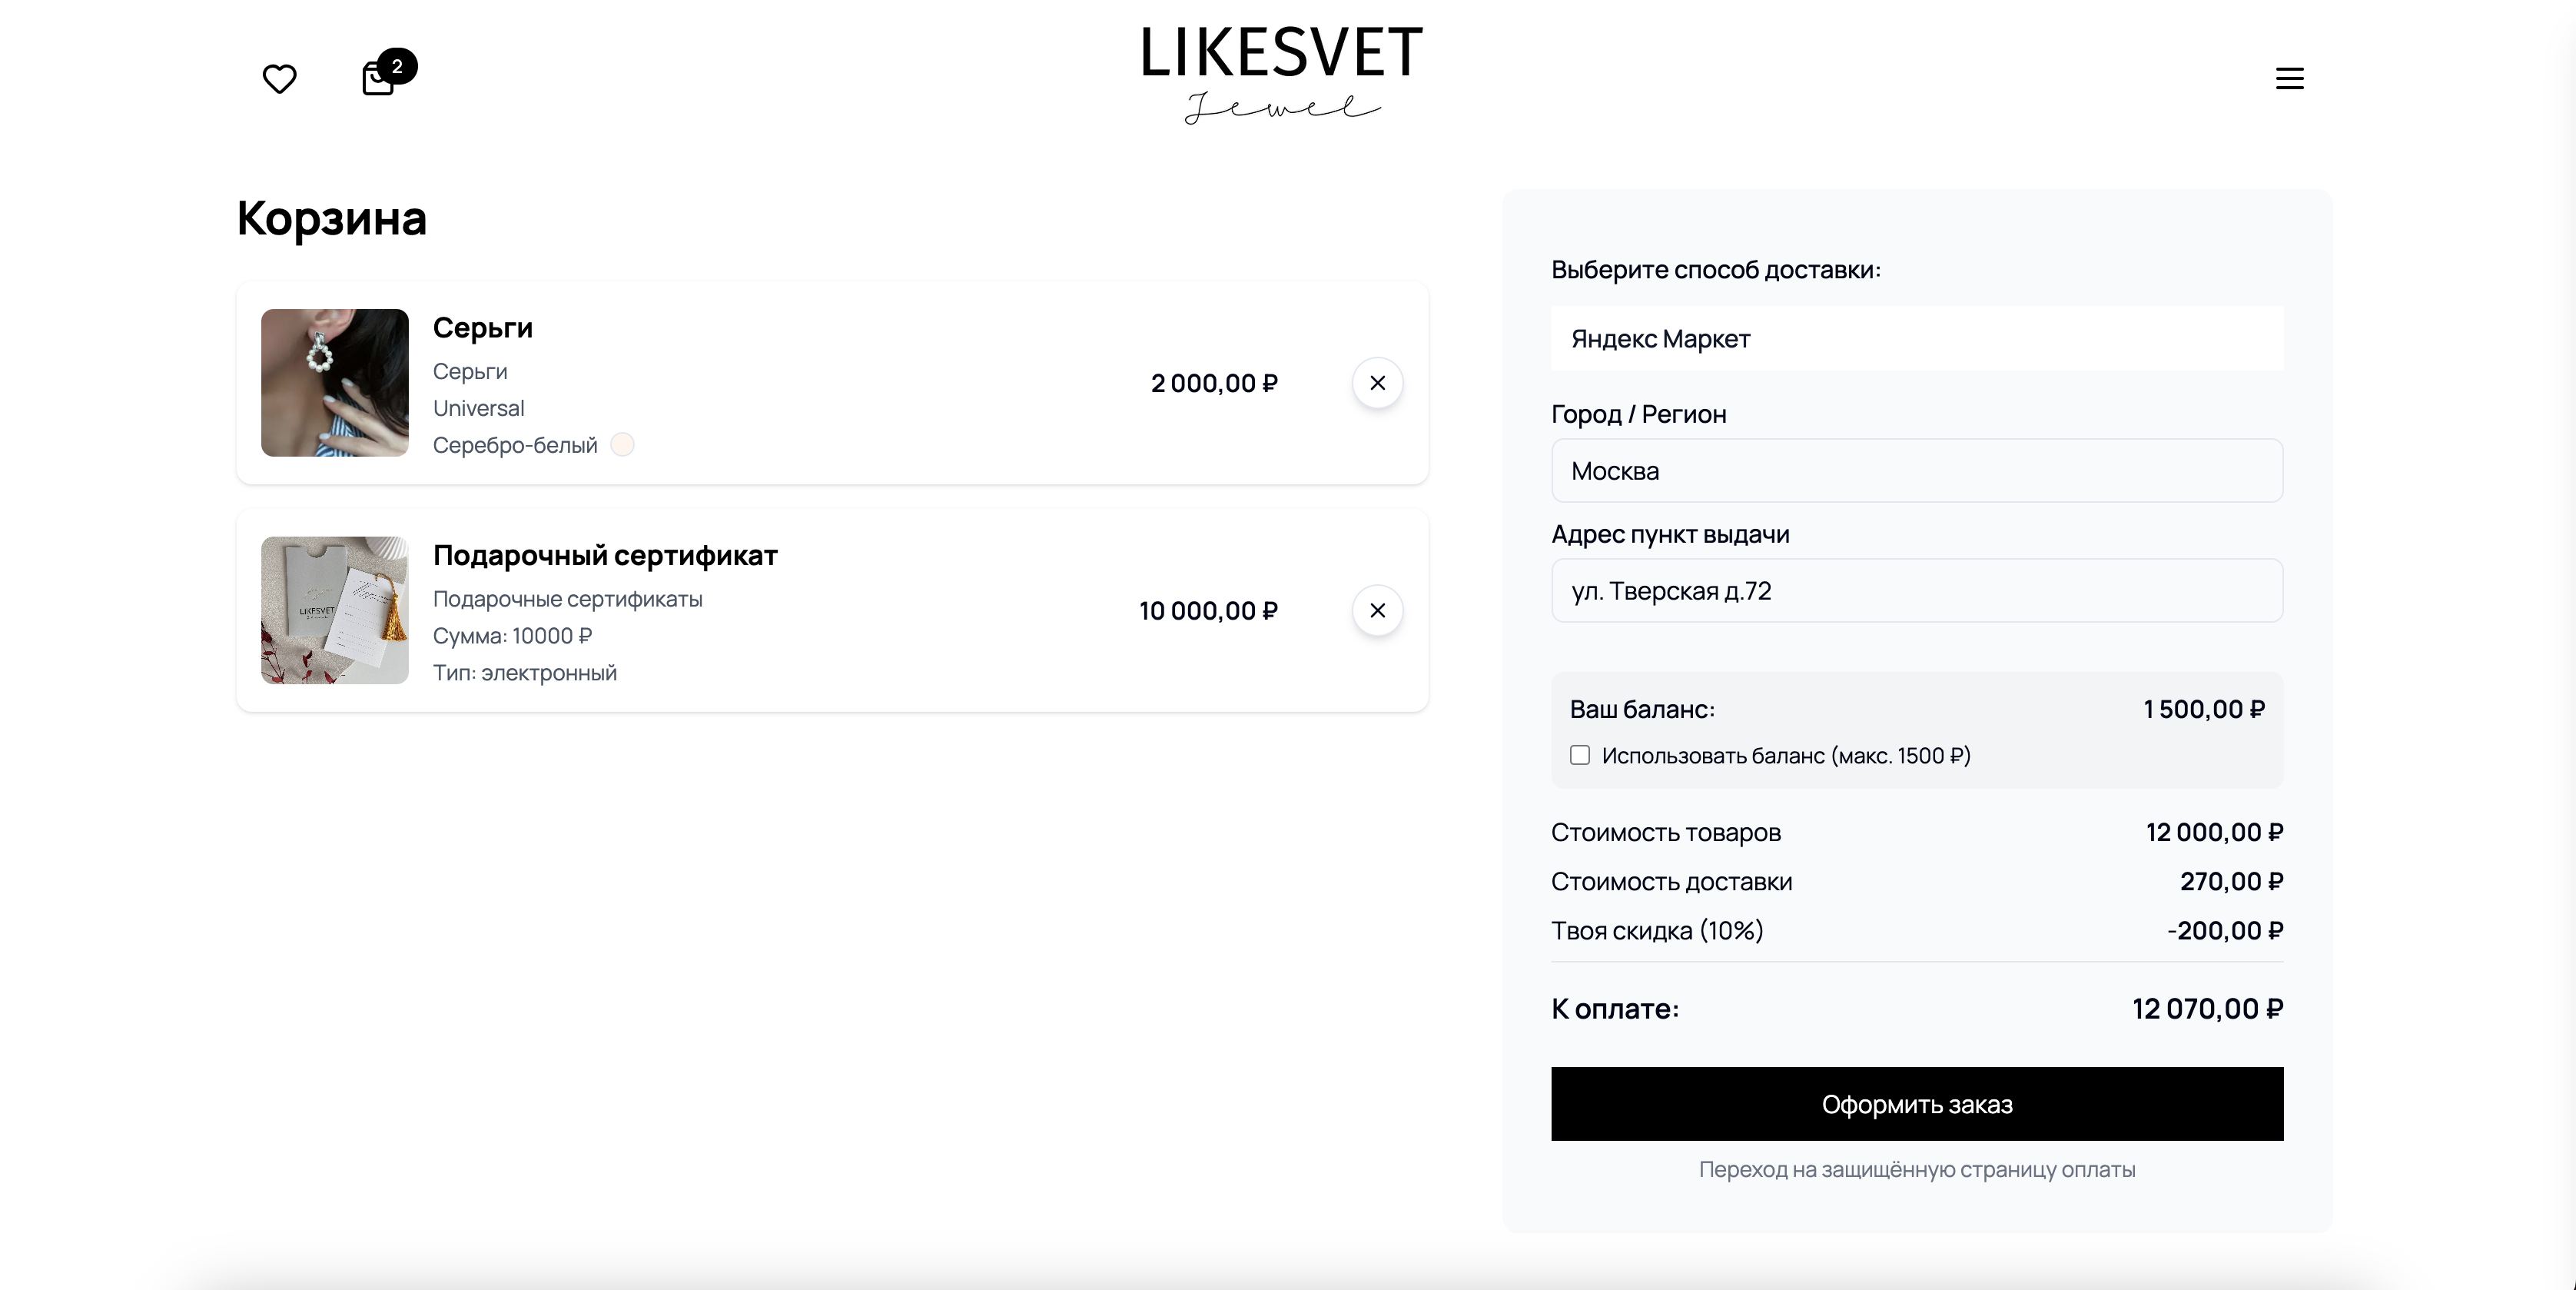 2
LIKESVET
Jewel
Корзина
Серьги
Серьги
Universal
Серебро-белый
2 000,00 ₽
LIKESVET
Подарочный сертификат
Подарочные сертификаты
Сумма: 10000 ₽
Тип: электронный
10 000,00 ₽
Выберите способ доставки:
Яндекс Маркет
Город / Регион
Москва
Адрес пункт выдачи
ул. Тверская д.72
Ваш баланс: 1 500,00 ₽
Использовать баланс (макс. 1500 ₽)
Стоимость товаров 12 000,00 ₽
Стоимость доставки 270,00 ₽
Твоя скидка (10%) -200,00 ₽
К оплате: 12 070,00 ₽
Оформить заказ
Переход на защищённую страницу оплаты